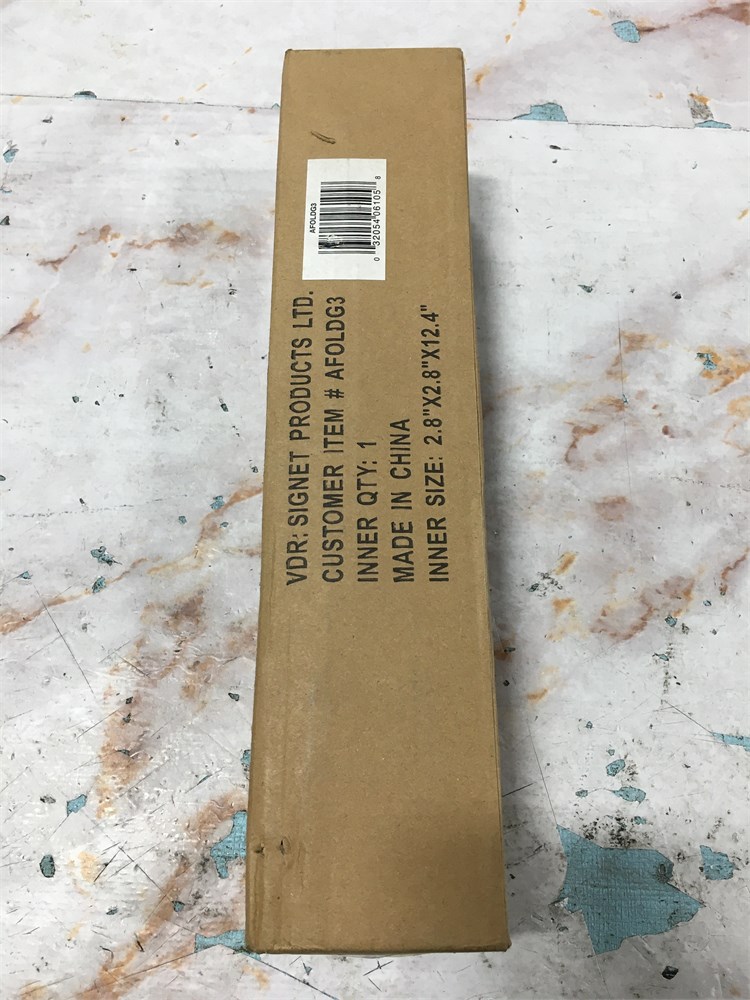 AFOLDG3
0 32054 06105 8
VDR: SIGNET PRODUCTS LTD.
CUSTOMER ITEM # AFOLDG3
INNER QTY: 1
MADE IN CHINA
INNER SIZE: 2.8"X2.8"X12.4"